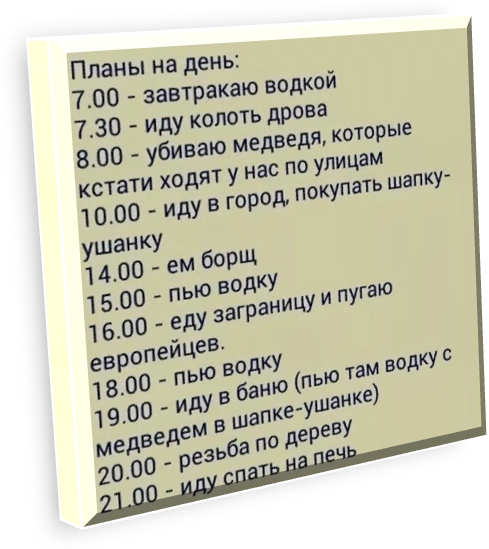 Планы на день:
7.00 - завтракаю водкой
7.30 - иду колоть дрова
8.00 - убиваю медведя, которые
кстати ходят у нас по улицам
10.00 - иду в город, покупать шапку-
ушанку
14.00 - ем борщ
15.00 - пью водку
16.00 - еду заграницу и пугаю
европейцев.
18.00 - пью водку
19.00 - иду в баню (пью там водку с
медведем в шапке-ушанке)
20.00 - резьба по дереву
21.00 - иду спать на печь